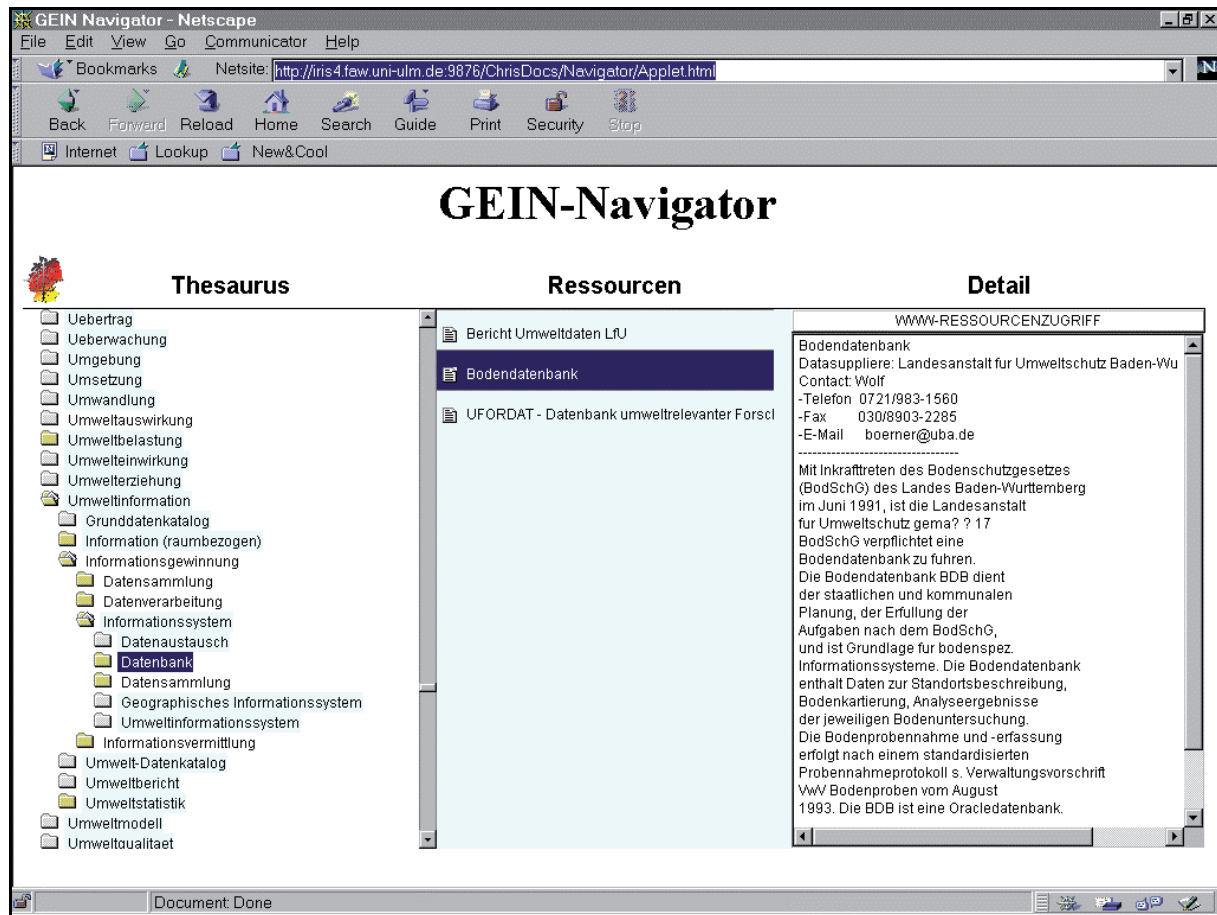 GEIN Navigator - Netscape
File Edit View Go Communicator Help
Bookmarks Netsite: http://iris4.faw.uni-ulm.de:9876/ChrisDocs/Navigator/Applet.html
N
Back Forward Reload Home Search Guide Print Security Stop
Internet Lookup New&Cool
GEIN-Navigator
Thesaurus
Uebertrag
Ueberwachung
Umgebung
Umsetzung
Umwandlung
Umweltauswirkung
Umweltbelastung
Umwelteinwirkung
Umwelterziehung
Umweltinformation
Grunddatenkatalog
Information (raumbezogen)
Informationsgewinnung
Datensammlung
Datenverarbeitung
Informationssystem
Datenaustausch
Datenbank
Datensammlung
Geographisches Informationssystem
Umweltinformationssystem
Informationsvermittlung
Umwelt-Datenkatalog
Umweltbericht
Umweltstatistik
Umweltmodell
Umweltqualitaet
Ressourcen
Bericht Umweltdaten LfU
Bodendatenbank
UFORDAT - Datenbank umweltrelevanter Forscl
Detail
WWW-RESSOURCENZUGRIFF
Bodendatenbank
Datasuppliere: Landesanstalt fur Umweltschutz Baden-Wu
Contact: Wolf
-Telefon 0721/983-1560
-Fax 030/8903-2285
-E-Mail boerner@uba.de
----------------------------------
Mit Inkrafttreten des Bodenschutzgesetzes
(BodSchG) des Landes Baden-Wurttemberg
im Juni 1991, ist die Landesanstalt
fur Umweltschutz gema? ? 17
BodSchG verpflichtet eine
Bodendatenbank zu fuhren.
Die Bodendatenbank BDB dient
der staatlichen und kommunalen
Planung, der Erfullung der
Aufgaben nach dem BodSchG,
und ist Grundlage fur bodenspez.
Informationssysteme. Die Bodendatenbank
enthalt Daten zur Standortsbeschreibung,
Bodenkartierung, Analyseergebnisse
der jeweiligen Bodenuntersuchung.
Die Bodenprobennahme und -erfassung
erfolgt nach einem standardisierten
Probennahmeprotokoll s. Verwaltungsvorschrift
VwV Bodenproben vom August
1993. Die BDB ist eine Oracledatenbank.
Document: Done